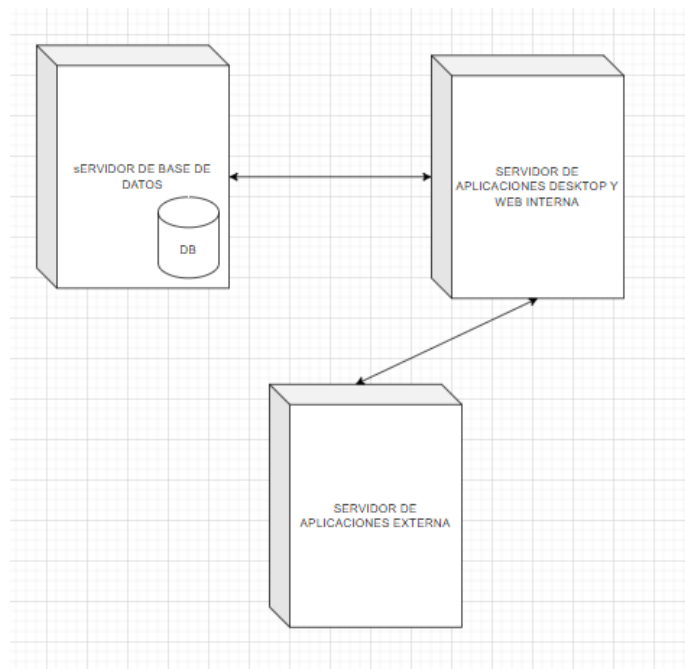 sERVIDOR DE BASE DE
DATOS
DB
SERVIDOR DE
APLICACIONES DESKTOP Y
WEB INTERNA
SERVIDOR DE
APLICACIONES EXTERNA